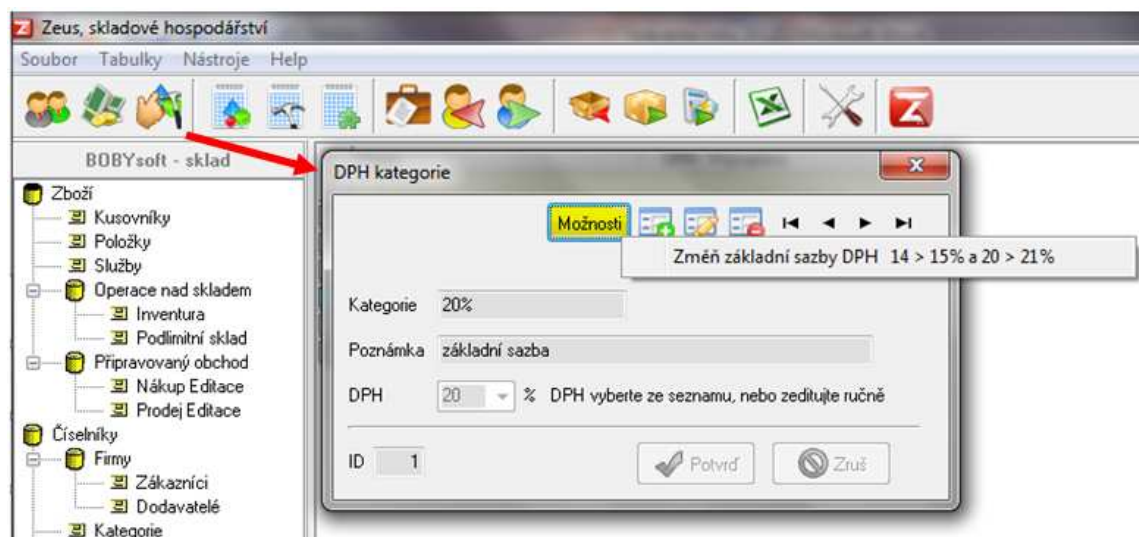 Zeus, skladové hospodářství
Soubor Tabulky Nástroje Help
BOBYsoft - sklad
Zboží
Kusovníky
Položky
Služby
Operace nad skladem
Inventura
Podlimitní sklad
Připravovaný obchod
Nákup Editace
Prodej Editace
Číselníky
Firmy
Zákazníci
Dodavatelé
Kategorie
DPH kategorie
Možnosti
Změň základní sazby DPH 14 > 15% a 20 > 21%
Kategorie 20%
Poznámka základní sazba
DPH 20 % DPH vyberte ze seznamu, nebo zeditujte ručně
ID 1 Potvrď Zruš